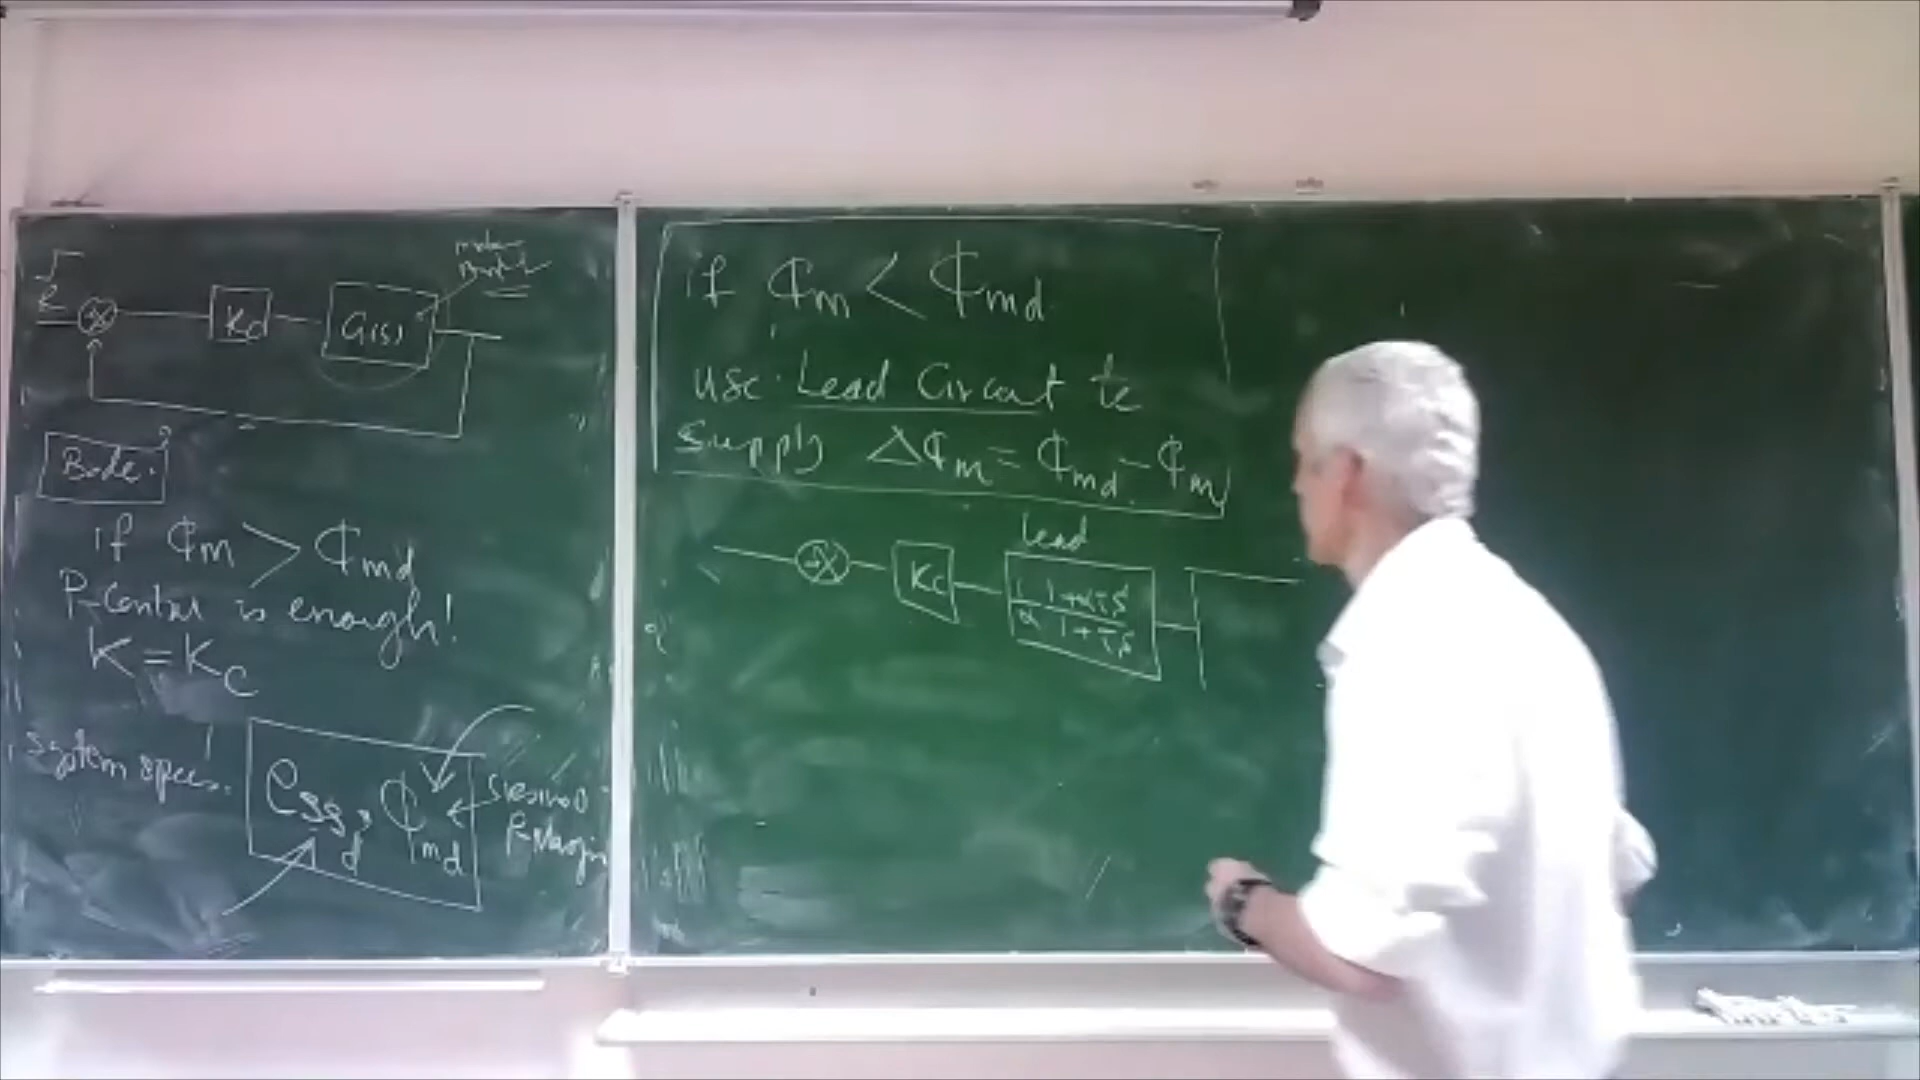 R
Kc
G(s)
Bode.
if φm > φmd
P-Control is enough!
K = Kc
System specs.
essd, φmd
desired
P-Margin
if φm < φmd
use Lead Circuit to
supply Δφm = φmd - φm
Lead
Kc
1/α (1+ατs)/(1+τs)